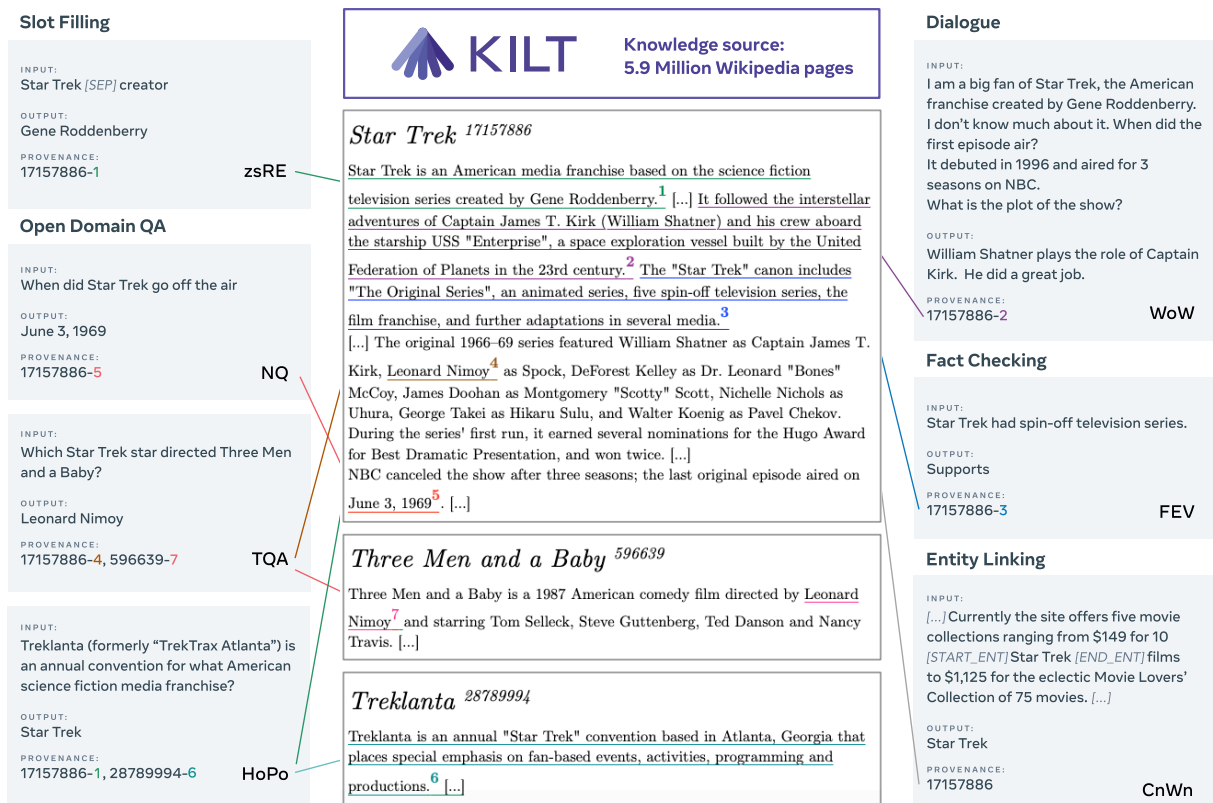 Slot Filling
INPUT:
Star Trek [SEP] creator
OUTPUT:
Gene Roddenberry
PROVENANCE:
17157886-1
zsRE
Open Domain QA
INPUT:
When did Star Trek go off the air
OUTPUT:
June 3, 1969
PROVENANCE:
17157886-5
NQ
INPUT:
Which Star Trek star directed Three Men
and a Baby?
OUTPUT:
Leonard Nimoy
PROVENANCE:
17157886-4, 596639-7
TQA
INPUT:
Treklanta (formerly “TrekTrax Atlanta”) is
an annual convention for what American
science fiction media franchise?
OUTPUT:
Star Trek
PROVENANCE:
17157886-1, 28789994-6
HoPo
KILT
Knowledge source:
5.9 Million Wikipedia pages
Star Trek 17157886
Star Trek is an American media franchise based on the science fiction
television series created by Gene Roddenberry.1 [...] It followed the interstellar
adventures of Captain James T. Kirk (William Shatner) and his crew aboard
the starship USS "Enterprise", a space exploration vessel built by the United
Federation of Planets in the 23rd century.2 The "Star Trek" canon includes
"The Original Series", an animated series, five spin-off television series, the
film franchise, and further adaptations in several media.3
[...] The original 1966–69 series featured William Shatner as Captain James T.
Kirk, Leonard Nimoy4 as Spock, DeForest Kelley as Dr. Leonard "Bones"
McCoy, James Doohan as Montgomery "Scotty" Scott, Nichelle Nichols as
Uhura, George Takei as Hikaru Sulu, and Walter Koenig as Pavel Chekov.
During the series' first run, it earned several nominations for the Hugo Award
for Best Dramatic Presentation, and won twice. [...]
NBC canceled the show after three seasons; the last original episode aired on
June 3, 19695. [...]
Three Men and a Baby 596639
Three Men and a Baby is a 1987 American comedy film directed by Leonard
Nimoy7 and starring Tom Selleck, Steve Guttenberg, Ted Danson and Nancy
Travis. [...]
Treklanta 28789994
Treklanta is an annual "Star Trek" convention based in Atlanta, Georgia that
places special emphasis on fan-based events, activities, programming and
productions.6 [...]
Dialogue
INPUT:
I am a big fan of Star Trek, the American
franchise created by Gene Roddenberry.
I don’t know much about it. When did the
first episode air?
It debuted in 1996 and aired for 3
seasons on NBC.
What is the plot of the show?
OUTPUT:
William Shatner plays the role of Captain
Kirk. He did a great job.
PROVENANCE:
17157886-2
WoW
Fact Checking
INPUT:
Star Trek had spin-off television series.
OUTPUT:
Supports
PROVENANCE:
17157886-3
FEV
Entity Linking
INPUT:
[...] Currently the site offers five movie
collections ranging from $149 for 10
[START_ENT] Star Trek [END_ENT] films
to $1,125 for the eclectic Movie Lovers’
Collection of 75 movies. [...]
OUTPUT:
Star Trek
PROVENANCE:
17157886
CnWn